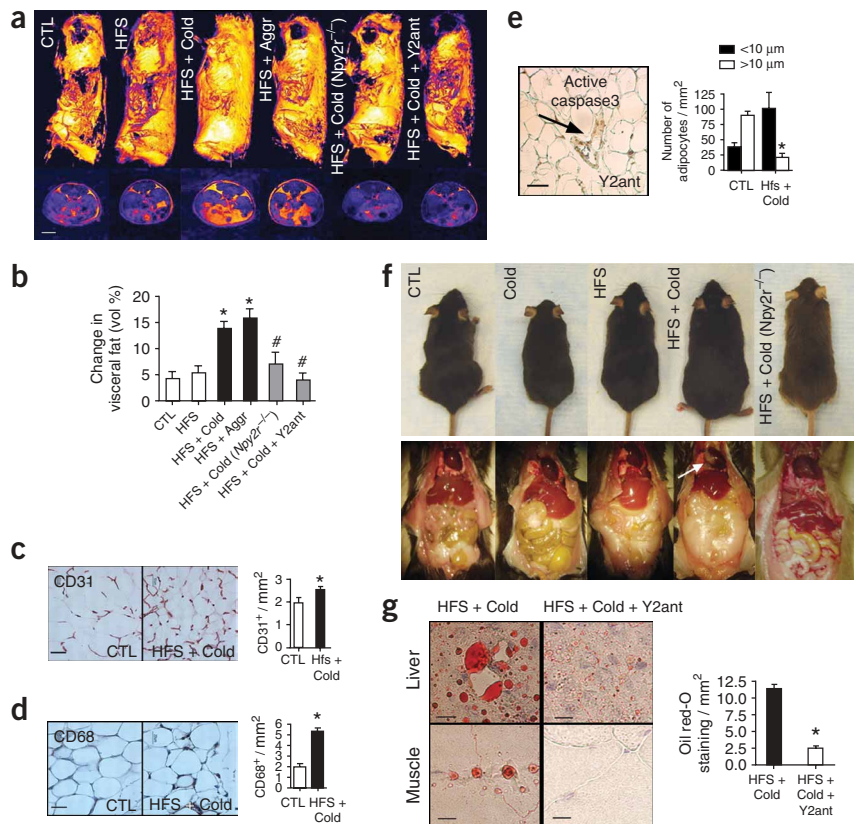 a
CTL
HFS
HFS + Cold
HFS + Aggr
HFS + Cold (Npy2r−/−)
HFS + Cold + Y2ant
b
Change in
visceral fat (vol %)
20
15
10
5
0
*
*
#
#
CTL
HFS
HFS + Cold
HFS + Aggr
HFS + Cold (Npy2r−/−)
HFS + Cold + Y2ant
c
CD31
CTL
HFS + Cold
CD31+ / mm2
3
2
1
0
*
CTL
Hfs +
Cold
d
CD68
CTL
HFS + Cold
CD68+ / mm2
6
4
2
0
*
CTL
HFS +
Cold
e
Active
caspase3
Y2ant
<10 μm
>10 μm
Number of
adipocytes / mm2
125
100
75
50
25
0
*
CTL
Hfs +
Cold
f
CTL
Cold
HFS
HFS + Cold
HFS + Cold (Npy2r−/−)
g
HFS + Cold
HFS + Cold + Y2ant
Liver
Muscle
Oil red-O
staining / mm2
12.5
10.0
7.5
5.0
2.5
0
*
HFS +
Cold
HFS +
Cold +
Y2ant